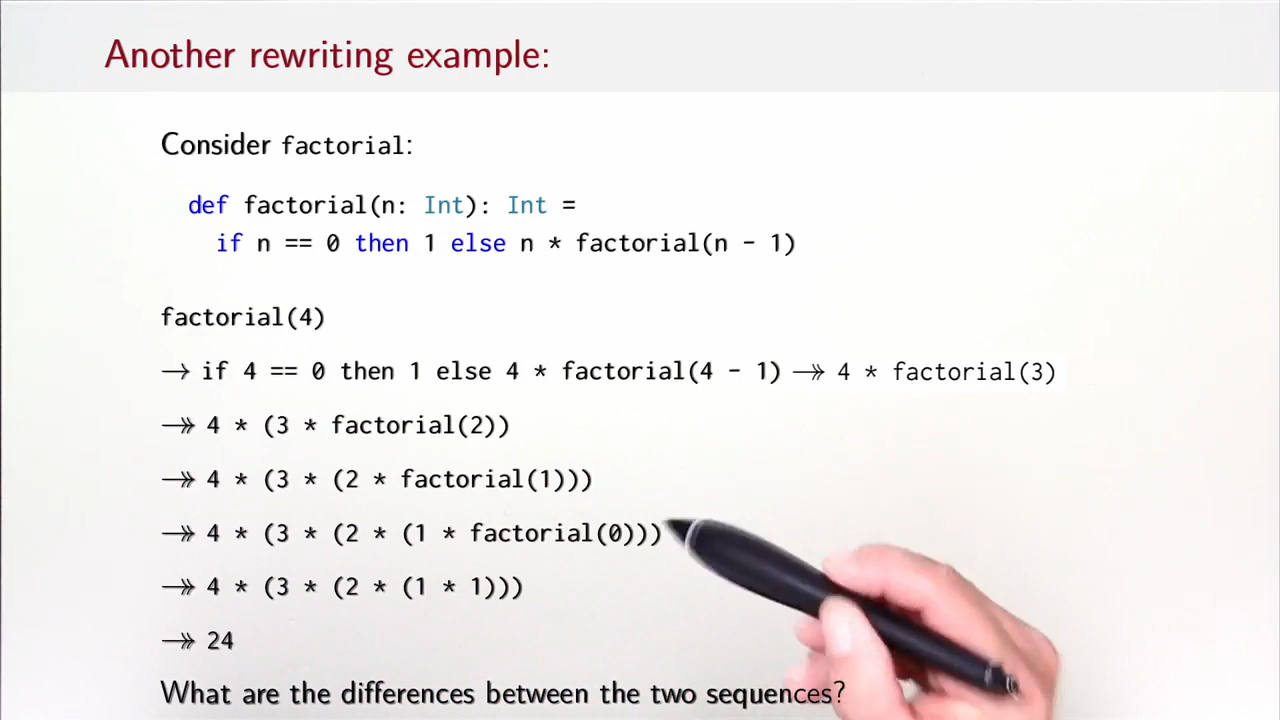 Another rewriting example:
Consider factorial:
def factorial(n: Int): Int =
if n == 0 then 1 else n * factorial(n - 1)
factorial(4)
→ if 4 == 0 then 1 else 4 * factorial(4 - 1) ↠ 4 * factorial(3)
↠ 4 * (3 * factorial(2))
↠ 4 * (3 * (2 * factorial(1)))
↠ 4 * (3 * (2 * (1 * factorial(0)))
↠ 4 * (3 * (2 * (1 * 1)))
↠ 24
What are the differences between the two sequences?